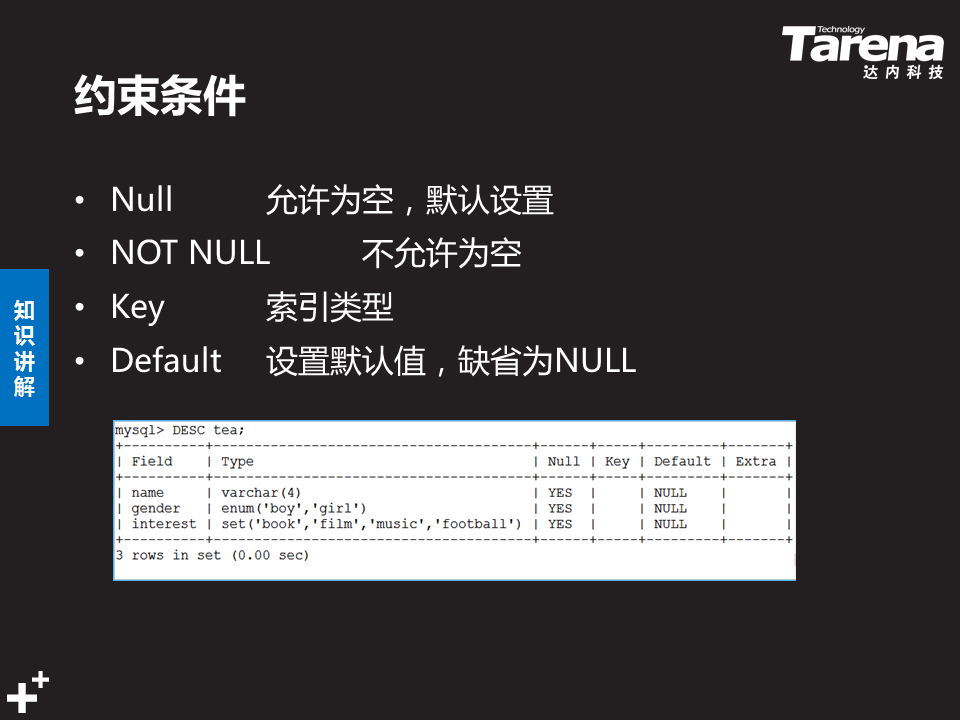 Technology
Tarena
达内科技
约束条件
• Null 允许为空，默认设置
• NOT NULL 不允许为空
• Key 索引类型
• Default 设置默认值，缺省为NULL
知识讲解
mysql> DESC tea;
+----------+---------------------------------------+------+-----+---------+-------+
| Field    | Type                                  | Null | Key | Default | Extra |
+----------+---------------------------------------+------+-----+---------+-------+
| name     | varchar(4)                            | YES  |     | NULL    |       |
| gender   | enum('boy','girl')                    | YES  |     | NULL    |       |
| interest | set('book','film','music','football') | YES  |     | NULL    |       |
+----------+---------------------------------------+------+-----+---------+-------+
3 rows in set (0.00 sec)